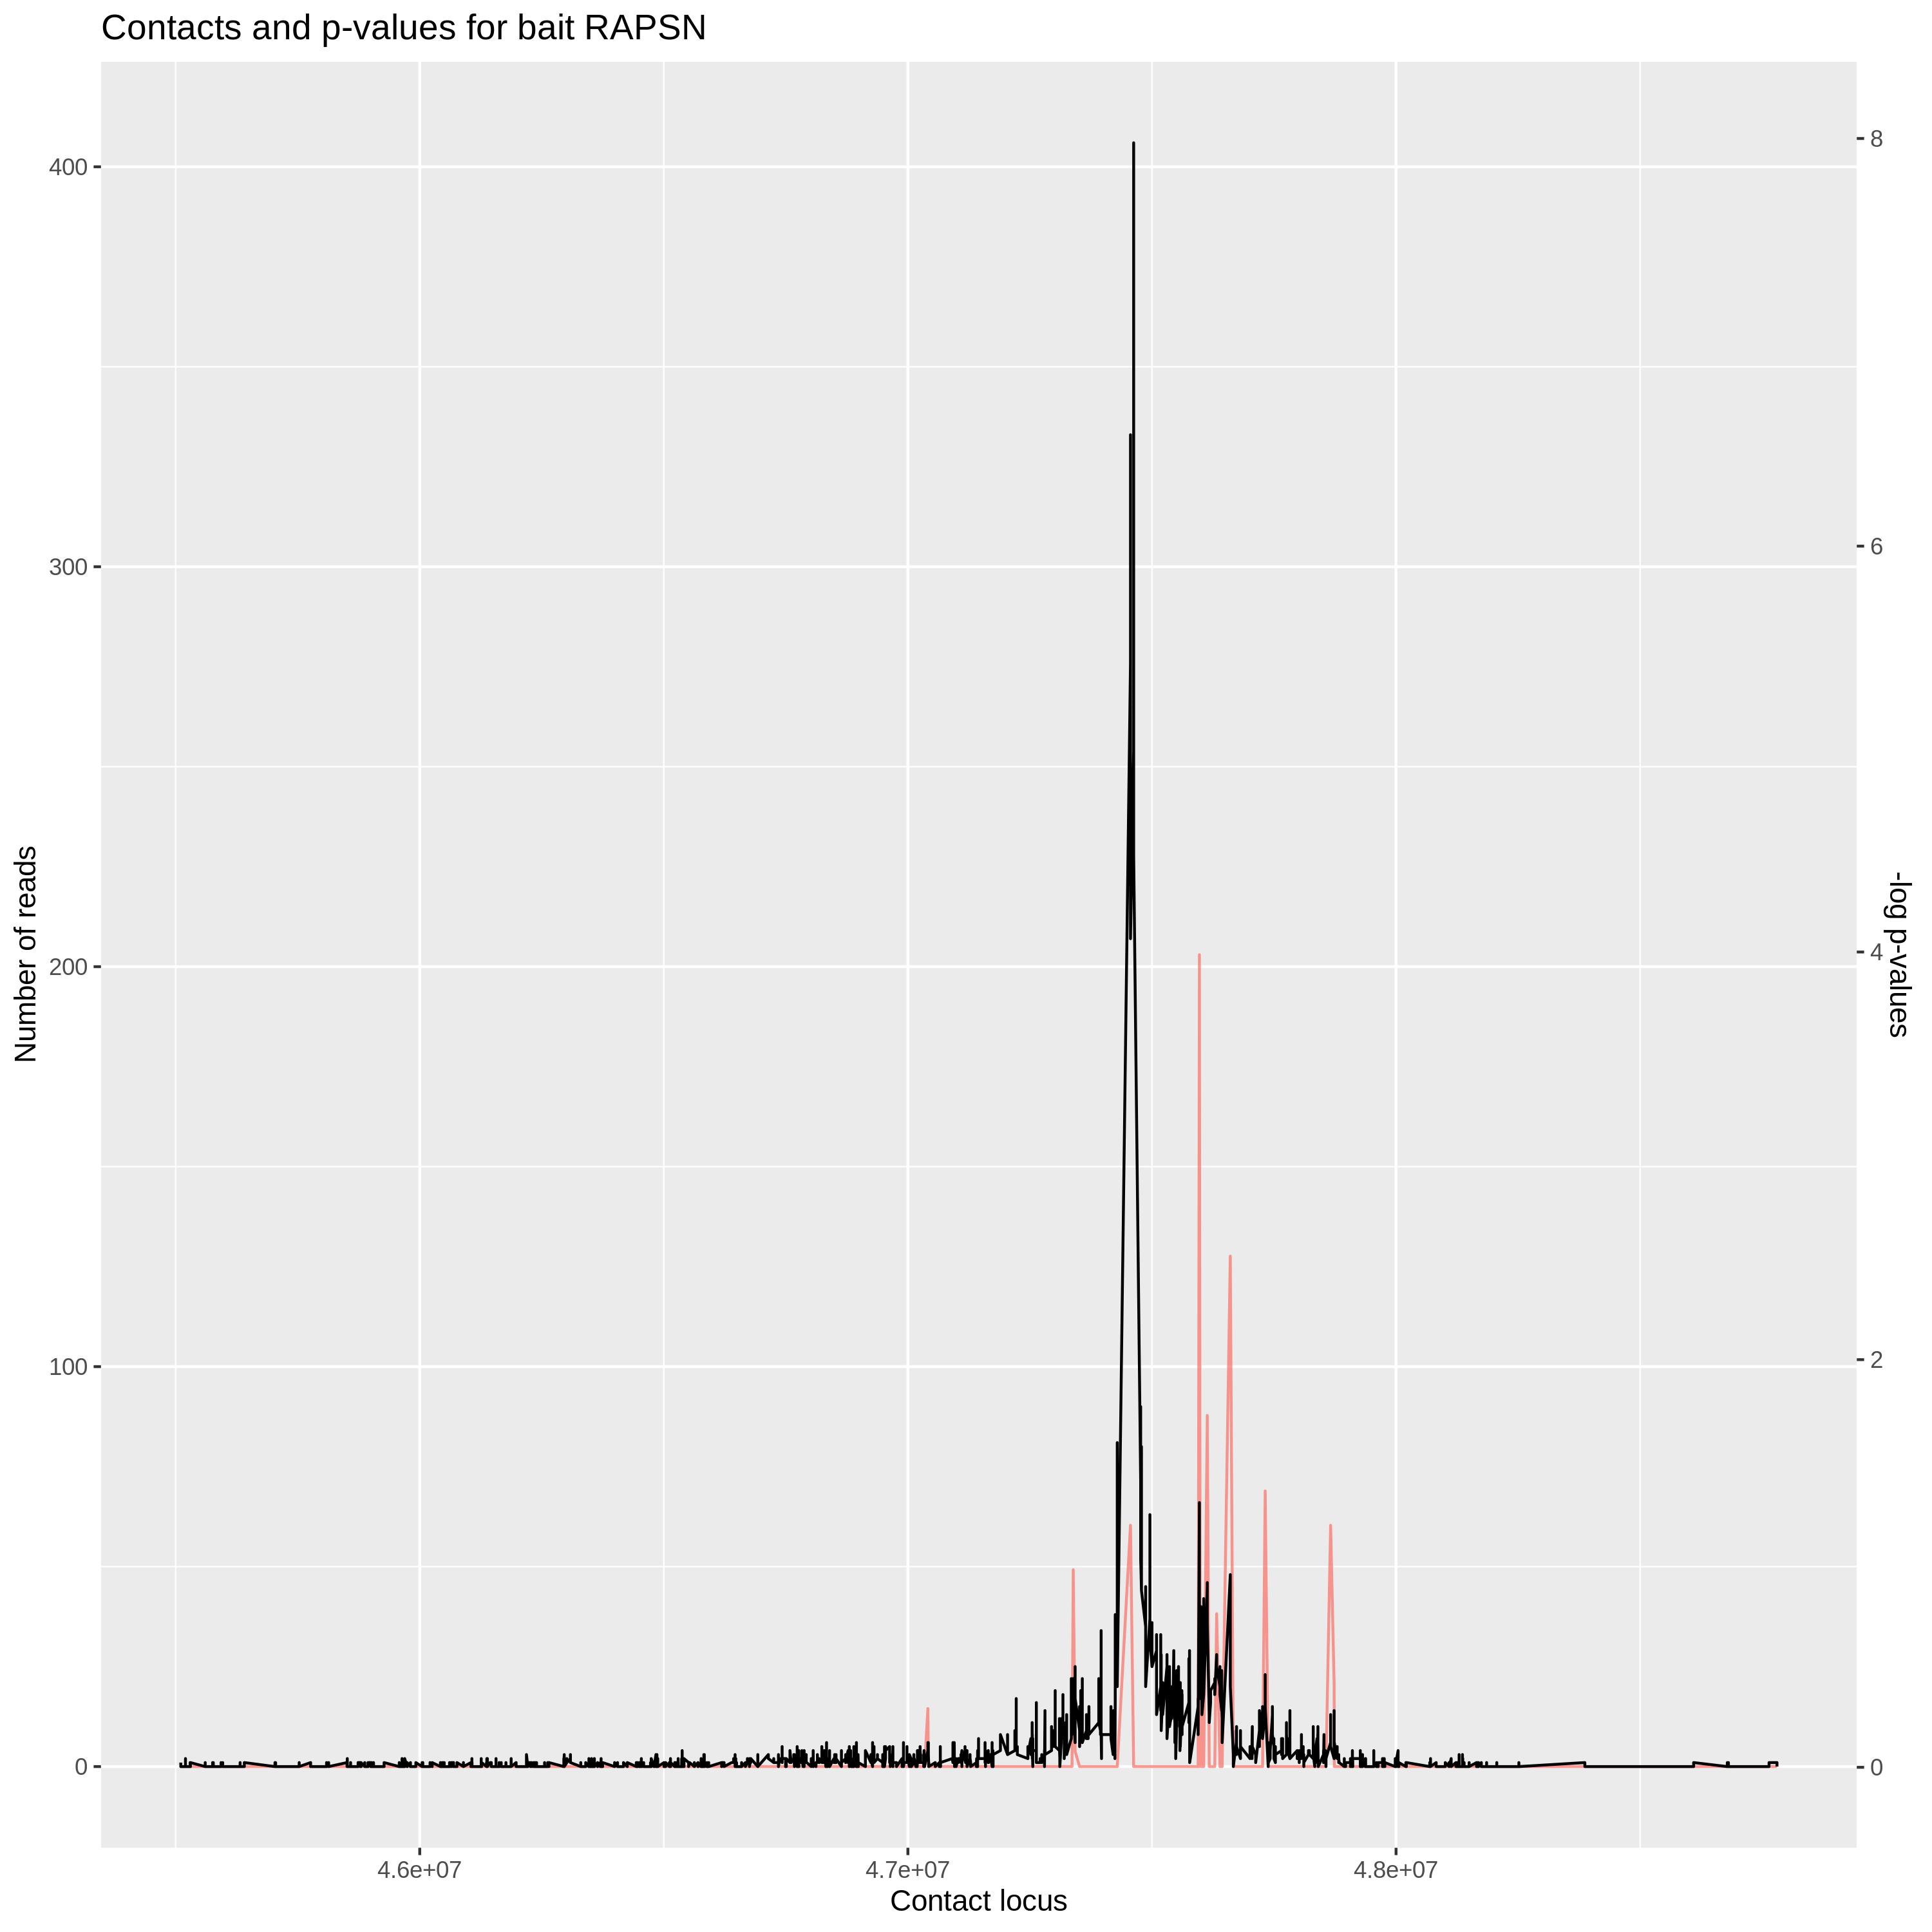 Contacts and p-values for bait RAPSN
400
300
200
100
0
Number of reads
8
6
4
2
0
-log p-values
4.6e+07
4.7e+07
4.8e+07
Contact locus